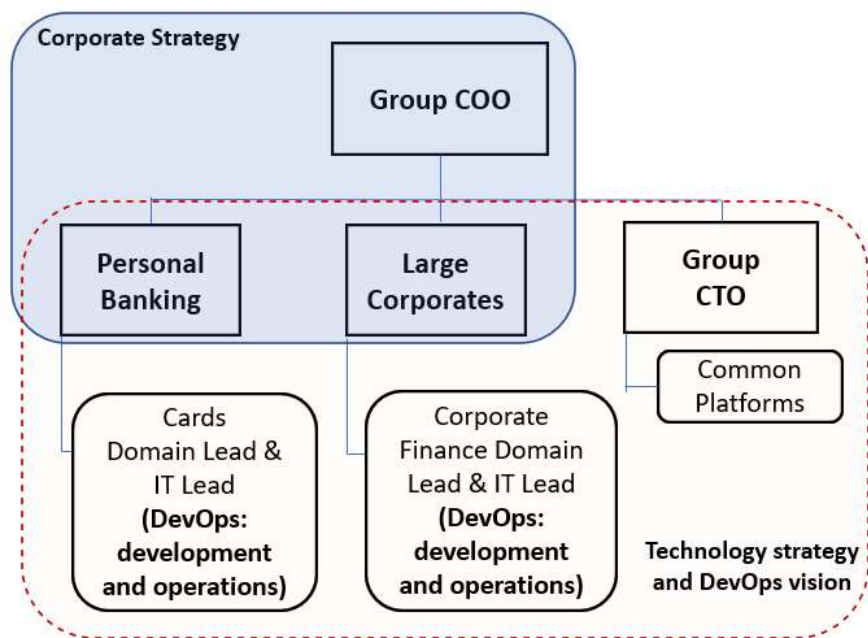 Corporate Strategy
Group COO
Personal
Banking
Large
Corporates
Group
CTO
Common
Platforms
Cards
Domain Lead &
IT Lead
(DevOps:
development
and operations)
Corporate
Finance Domain
Lead & IT Lead
(DevOps:
development
and operations)
Technology strategy
and DevOps vision